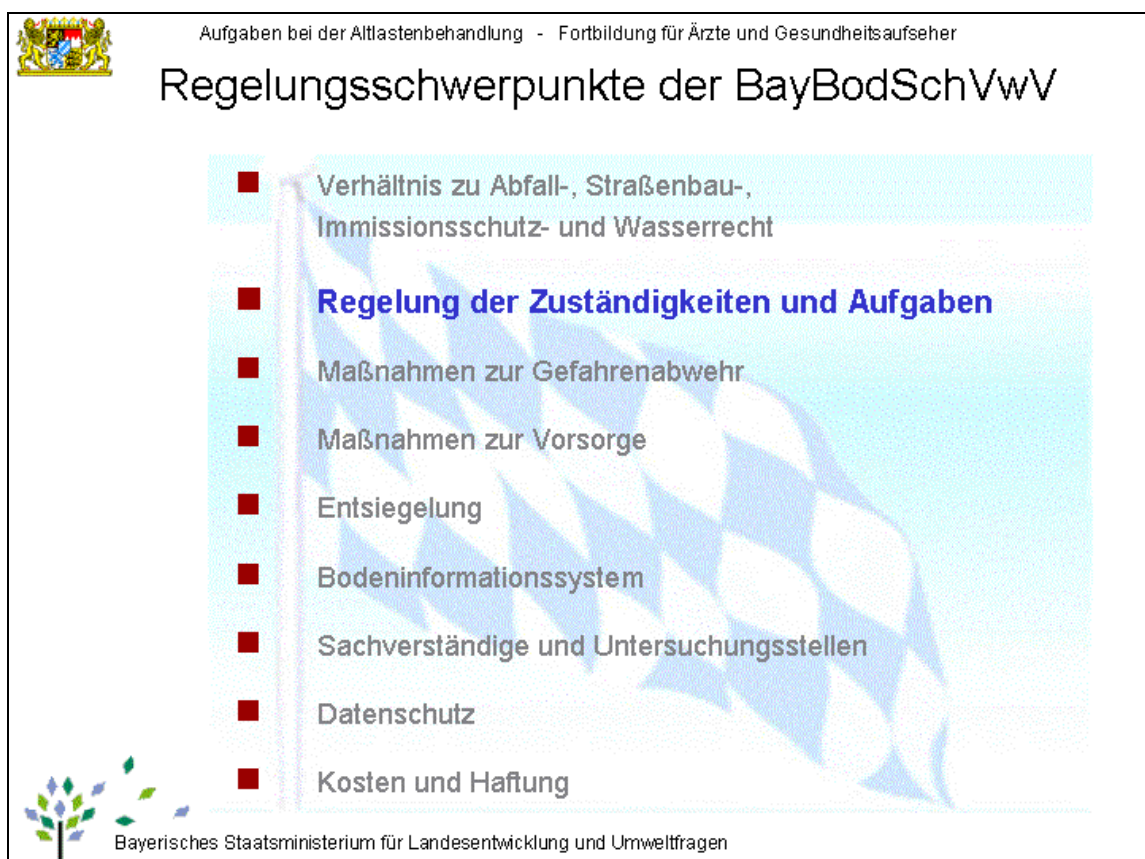 Aufgaben bei der Altlastenbehandlung - Fortbildung für Ärzte und Gesundheitsaufseher
Regelungsschwerpunkte der BayBodSchVwV
Verhältnis zu Abfall-, Straßenbau-,
Immissionsschutz- und Wasserrecht
Regelung der Zuständigkeiten und Aufgaben
Maßnahmen zur Gefahrenabwehr
Maßnahmen zur Vorsorge
Entsiegelung
Bodeninformationssystem
Sachverständige und Untersuchungsstellen
Datenschutz
Kosten und Haftung
Bayerisches Staatsministerium für Landesentwicklung und Umweltfragen